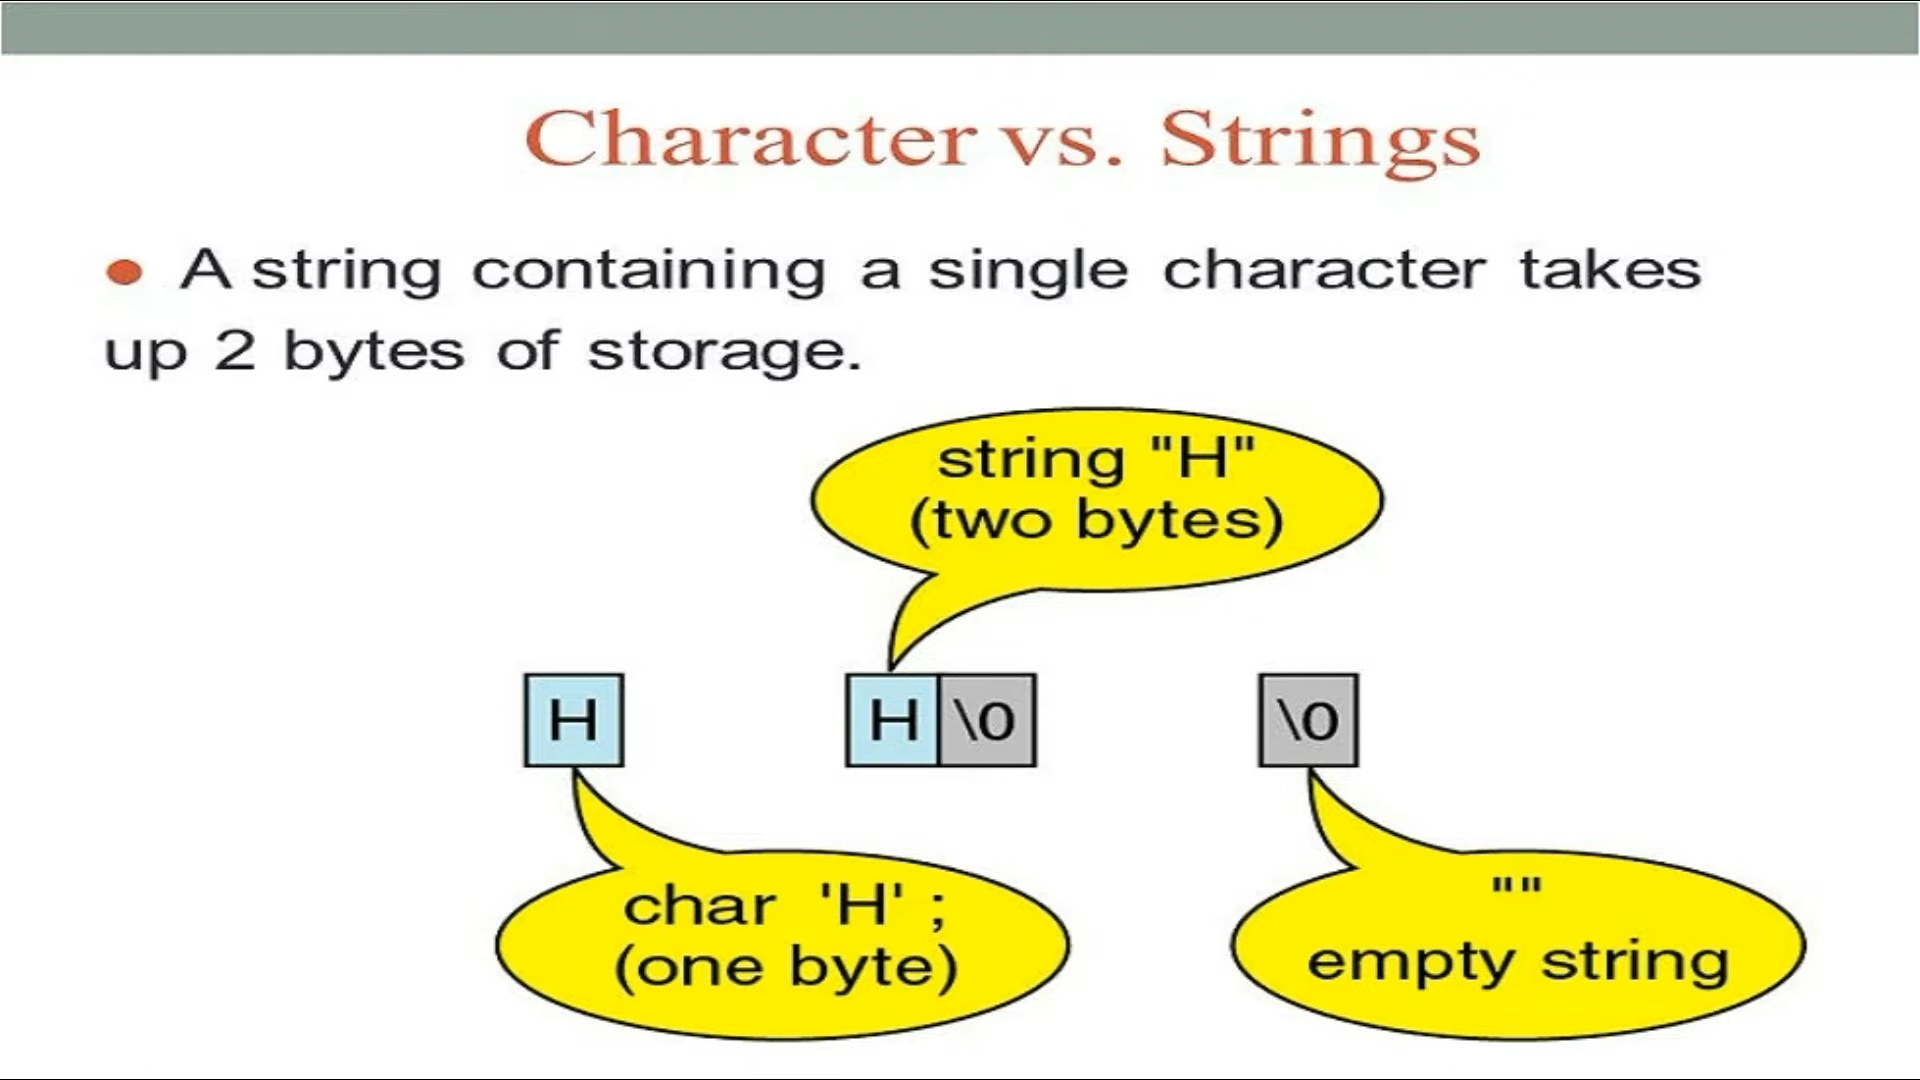 Character vs. Strings
● A string containing a single character takes
up 2 bytes of storage.
string "H"
(two bytes)
H
H \0
\0
char 'H' ;
(one byte)
""
empty string